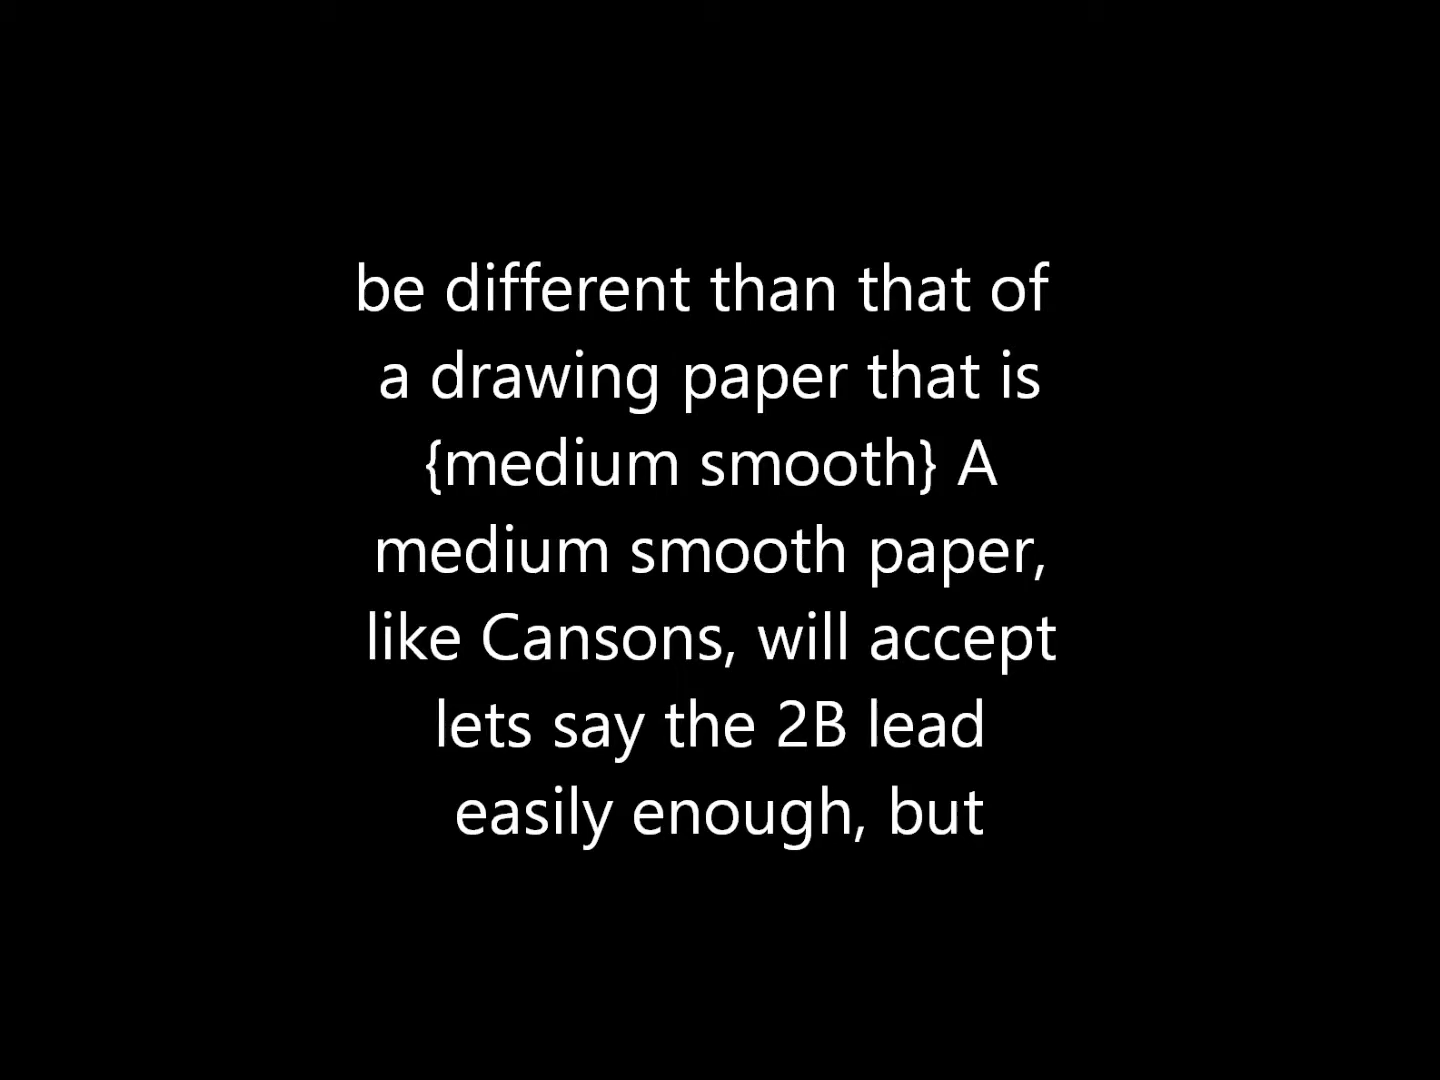 be different than that of
a drawing paper that is
{medium smooth} A
medium smooth paper,
like Cansons, will accept
lets say the 2B lead
easily enough, but